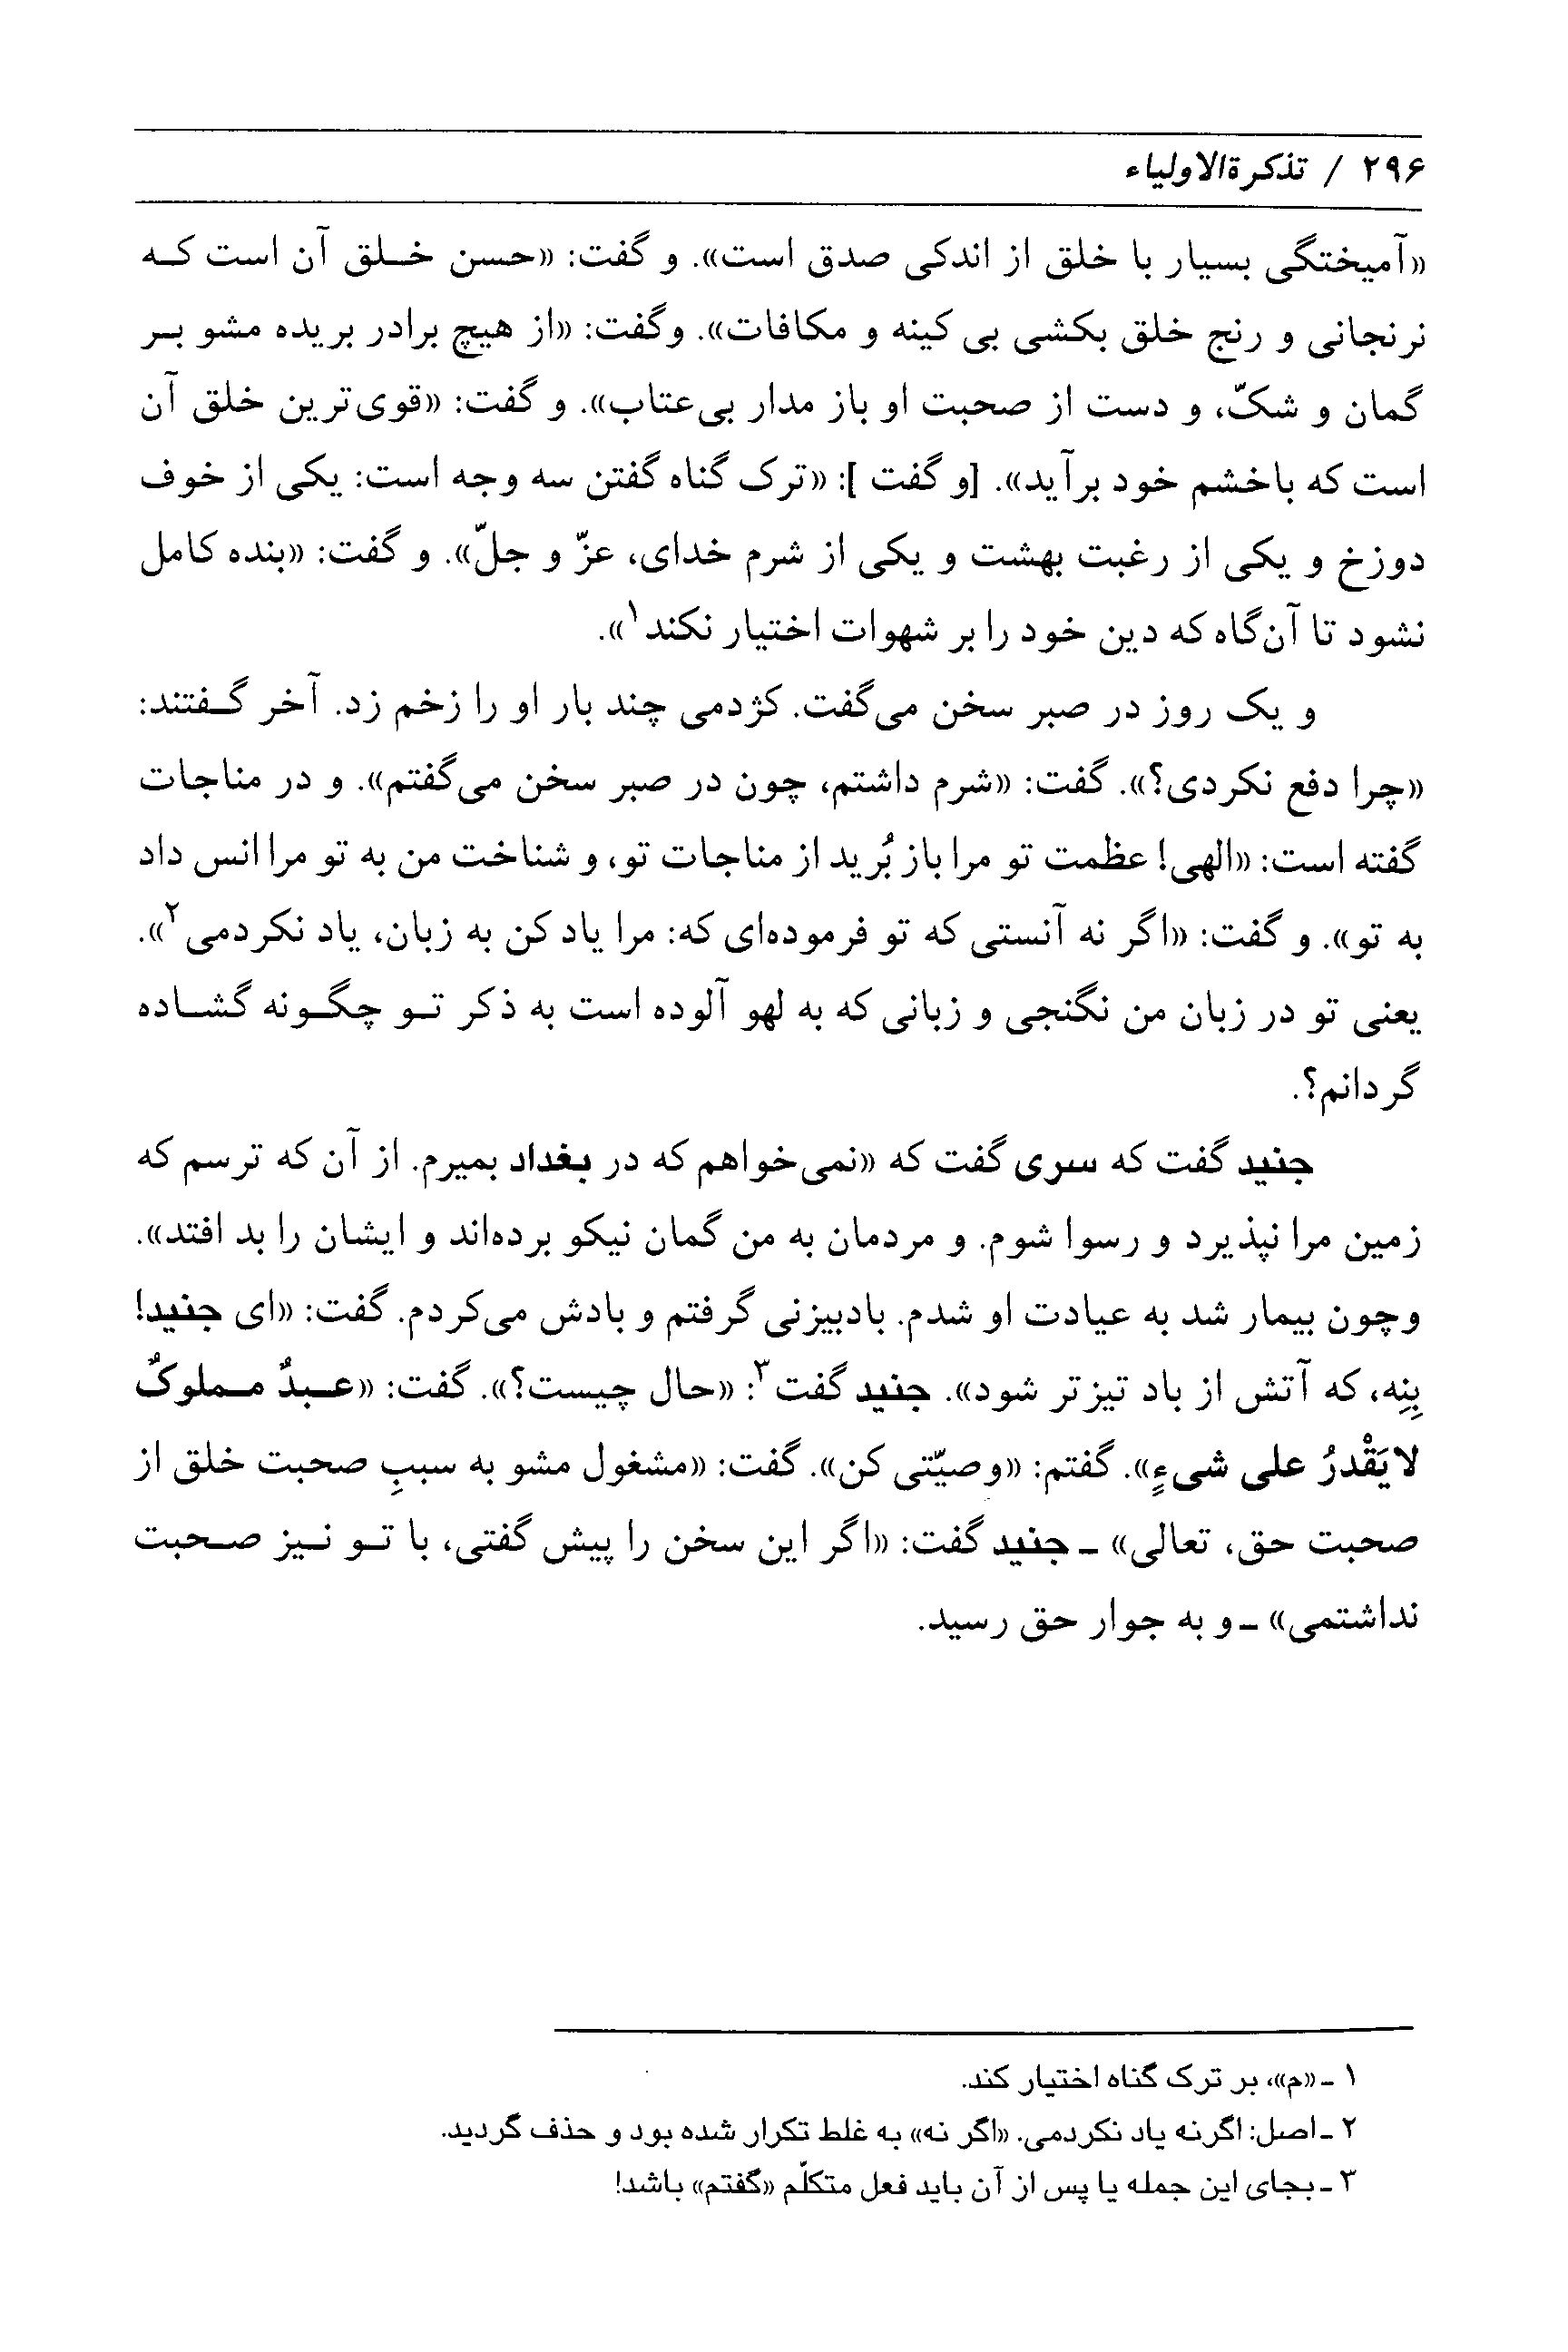 ۲۹۶ / تذکرةالاولیاء
«آمیختگی بسیار با خلق از اندکی صدق است». و گفت: «حسن خلق آن است که
نرنجانی و رنج خلق بکشی بی کینه و مکافات». وگفت: «از هیچ برادر بریده مشو بر
گمان و شکّ، و دست از صحبت او باز مدار بی‌عتاب». و گفت: «قوی‌ترین خلق آن
است که باخشم خود برآید». [و گفت ]: «ترک گناه گفتن سه وجه است: یکی از خوف
دوزخ و یکی از رغبت بهشت و یکی از شرم خدای، عزّ و جلّ». و گفت: «بنده کامل
نشود تا آن‌گاه که دین خود را بر شهوات اختیار نکند۱».
و یک روز در صبر سخن می‌گفت. کژدمی چند بار او را زخم زد. آخر گفتند:
«چرا دفع نکردی؟». گفت: «شرم داشتم، چون در صبر سخن می‌گفتم». و در مناجات
گفته است: «الهی! عظمت تو مرا باز بُرید از مناجات تو، و شناخت من به تو مرا انس داد
به تو». و گفت: «اگر نه آنستی که تو فرموده‌ای که: مرا یاد کن به زبان، یاد نکردمی۲».
یعنی تو در زبان من نگنجی و زبانی که به لهو آلوده است به ذکر تو چگونه گشاده
گردانم؟.
جنید گفت که سری گفت که «نمی‌خواهم که در بغداد بمیرم. از آن که ترسم که
زمین مرا نپذیرد و رسوا شوم. و مردمان به من گمان نیکو برده‌اند و ایشان را بد افتد».
وچون بیمار شد به عیادت او شدم. بادبیزنی گرفتم و بادش می‌کردم. گفت: «ای جنید!
بِنِه، که آتش از باد تیزتر شود». جنید گفت۳: «حال چیست؟». گفت: «عبدٌ مملوکٌ
لایَقْدرُ علی شیءٍ». گفتم: «وصیّتی کن». گفت: «مشغول مشو به سببِ صحبت خلق از
صحبت حق، تعالی» ـ جنید گفت: «اگر این سخن را پیش گفتی، با تو نیز صحبت
نداشتمی» ـ و به جوار حق رسید.
۱ ـ «م»، بر ترک گناه اختیار کند.
۲ ـ اصل: اگرنه یاد نکردمی. «اگر نه» به غلط تکرار شده بود و حذف گردید.
۳ ـ بجای این جمله یا پس از آن باید فعل متکلّم «گفتم» باشد!